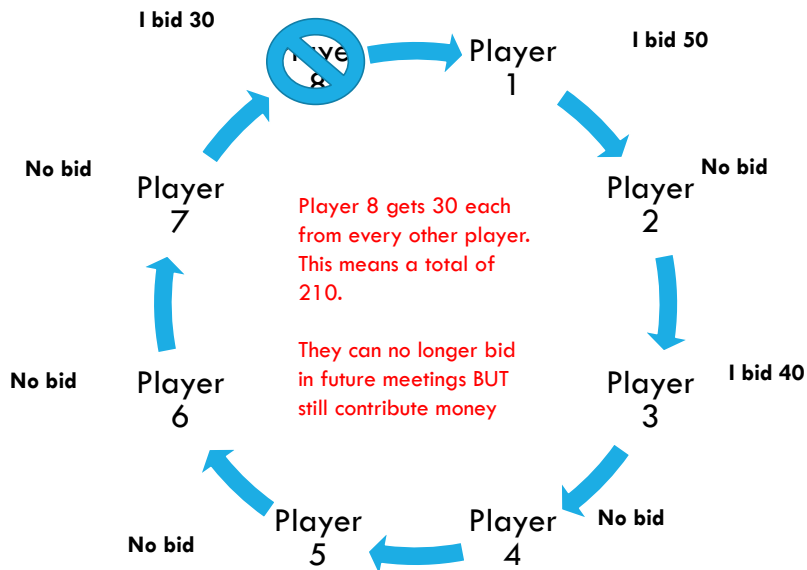 I bid 30
Player
1
I bid 50
No bid
Player
2
I bid 40
Player
3
No bid
Player
4
No bid
Player
5
No bid
Player
6
No bid
Player
7
8
Player 8 gets 30 each
from every other player.
This means a total of
210.
They can no longer bid
in future meetings BUT
still contribute money